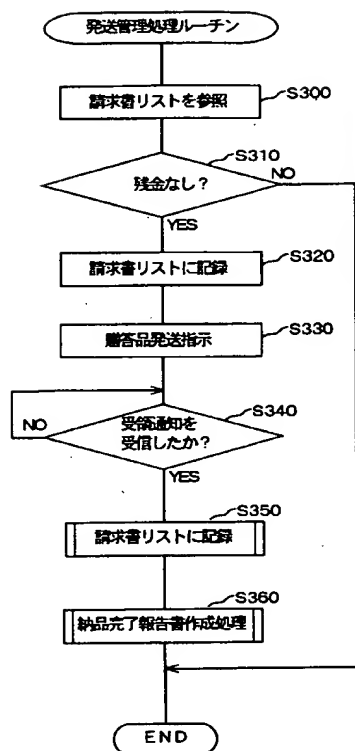 発送管理処理ルーチン
S300
請求書リストを参照
S310
残金なし?
NO
YES
S320
請求書リストに記録
S330
贈答品発送指示
S340
受領通知を
受信したか?
NO
YES
S350
請求書リストに記録
S360
納品完了報告書作成処理
END